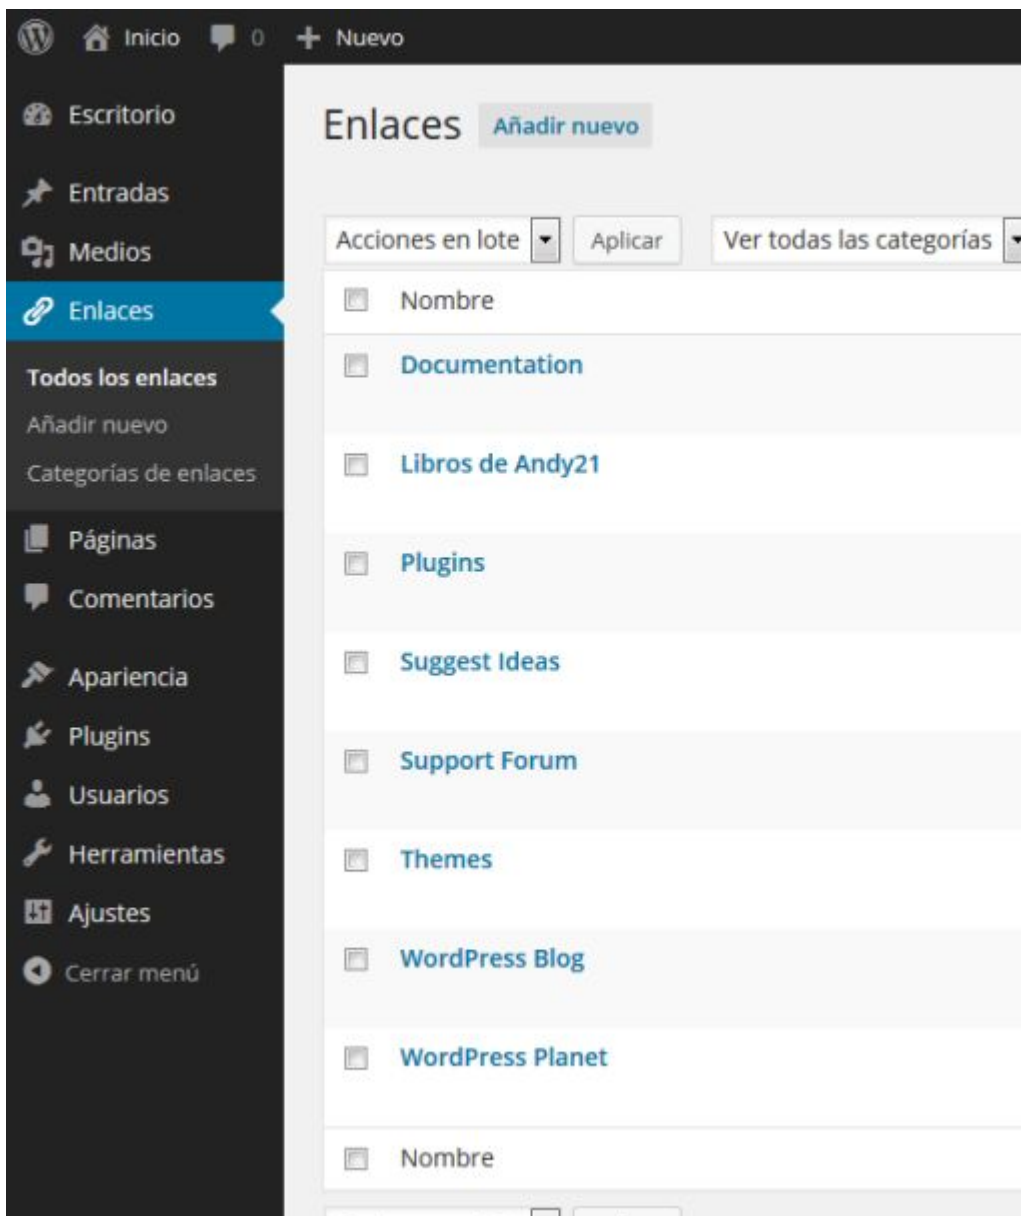 Inicio 0 Nuevo
Escritorio
Entradas
Medios
Enlaces
Todos los enlaces
Añadir nuevo
Categorías de enlaces
Páginas
Comentarios
Apariencia
Plugins
Usuarios
Herramientas
Ajustes
Cerrar menú
Enlaces Añadir nuevo
Acciones en lote Aplicar Ver todas las categorías
Nombre
Documentation
Libros de Andy21
Plugins
Suggest Ideas
Support Forum
Themes
WordPress Blog
WordPress Planet
Nombre